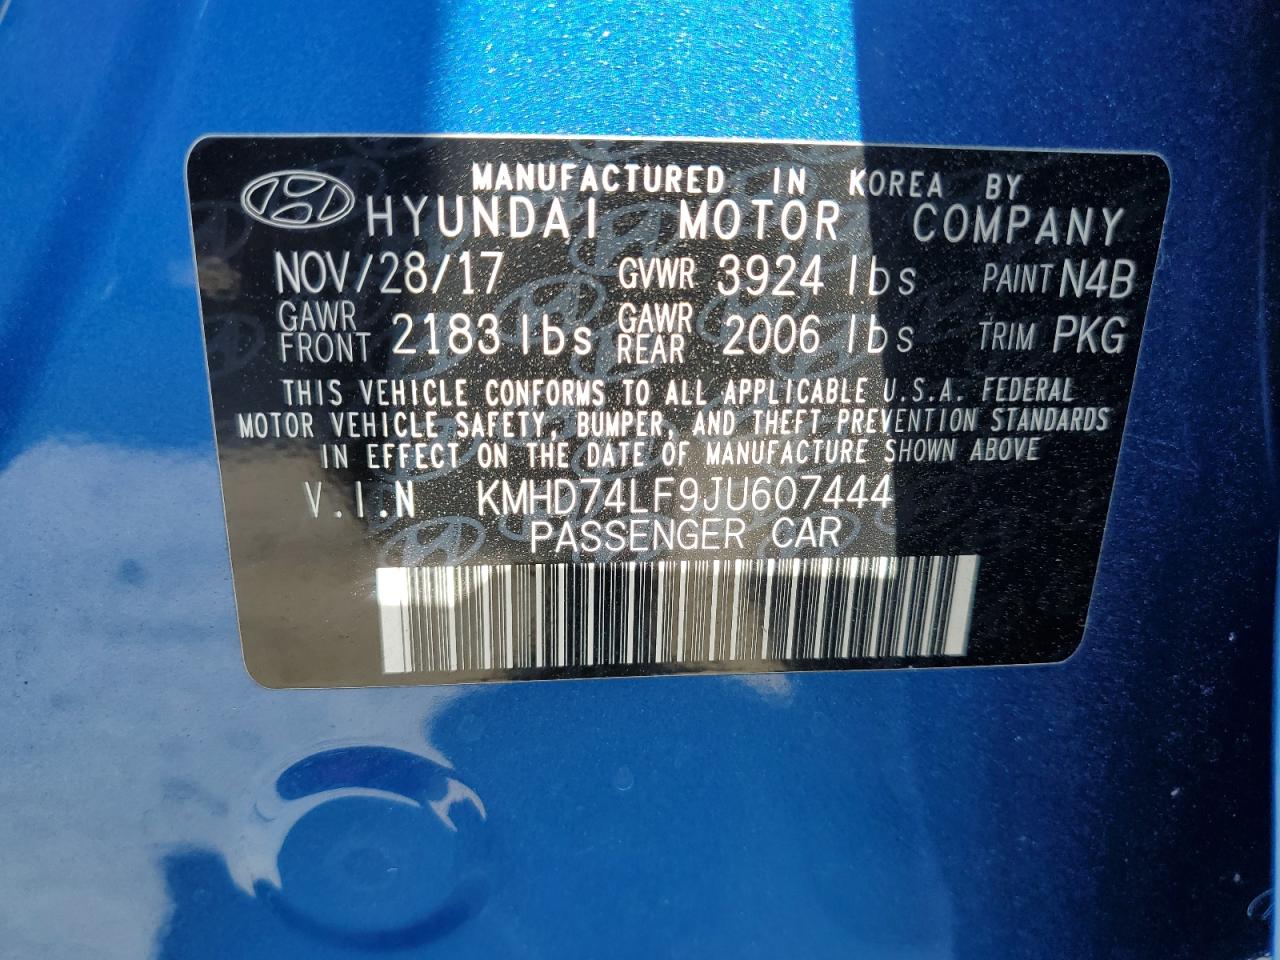 MANUFACTURED IN KOREA BY
HYUNDAI MOTOR COMPANY
NOV/28/17 GVWR 3924 lbs PAINT N4B
GAWR FRONT 2183 lbs GAWR REAR 2006 lbs TRIM PKG
THIS VEHICLE CONFORMS TO ALL APPLICABLE U.S.A. FEDERAL
MOTOR VEHICLE SAFETY, BUMPER, AND THEFT PREVENTION STANDARDS
IN EFFECT ON THE DATE OF MANUFACTURE SHOWN ABOVE
V.I.N KMHD74LF9JU607444
PASSENGER CAR